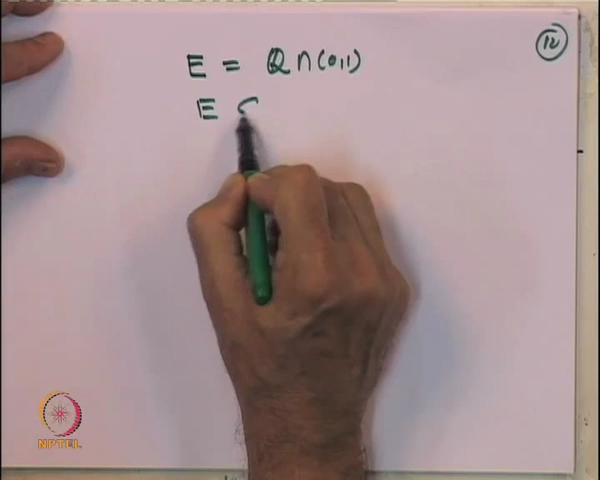 12
E = ℚ ∩ (0,1)
E ⊂
NPTEL